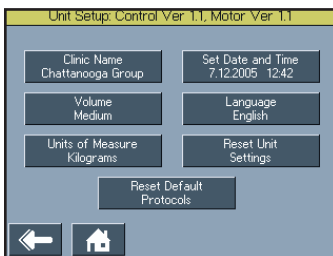 Unit Setup: Control Ver 1.1, Motor Ver 1.1
Clinic Name
Chattanooga Group
Set Date and Time
7.12.2005 12:42
Volume
Medium
Language
English
Units of Measure
Kilograms
Reset Unit
Settings
Reset Default
Protocols